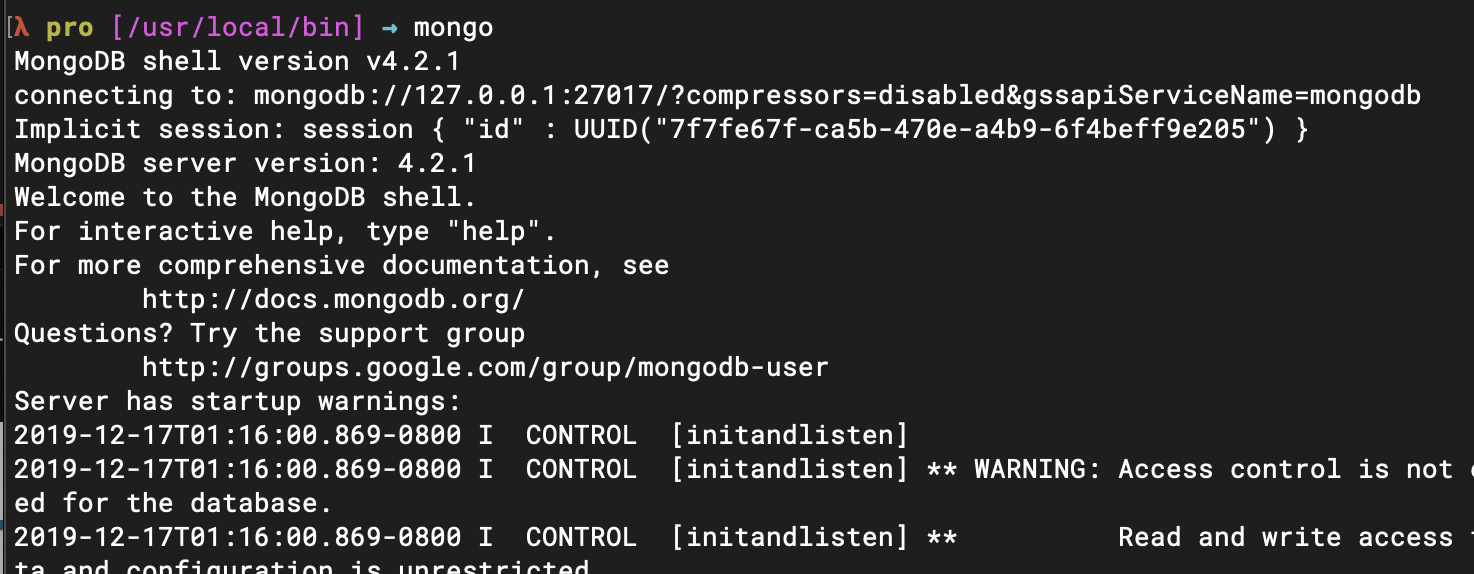 [λ pro [/usr/local/bin] → mongo
MongoDB shell version v4.2.1
connecting to: mongodb://127.0.0.1:27017/?compressors=disabled&gssapiServiceName=mongodb
Implicit session: session { "id" : UUID("7f7fe67f-ca5b-470e-a4b9-6f4beff9e205") }
MongoDB server version: 4.2.1
Welcome to the MongoDB shell.
For interactive help, type "help".
For more comprehensive documentation, see
        http://docs.mongodb.org/
Questions? Try the support group
        http://groups.google.com/group/mongodb-user
Server has startup warnings:
2019-12-17T01:16:00.869-0800 I  CONTROL  [initandlisten]
2019-12-17T01:16:00.869-0800 I  CONTROL  [initandlisten] ** WARNING: Access control is not
ed for the database.
2019-12-17T01:16:00.869-0800 I  CONTROL  [initandlisten] **          Read and write access
ta and configuration is unrestricted